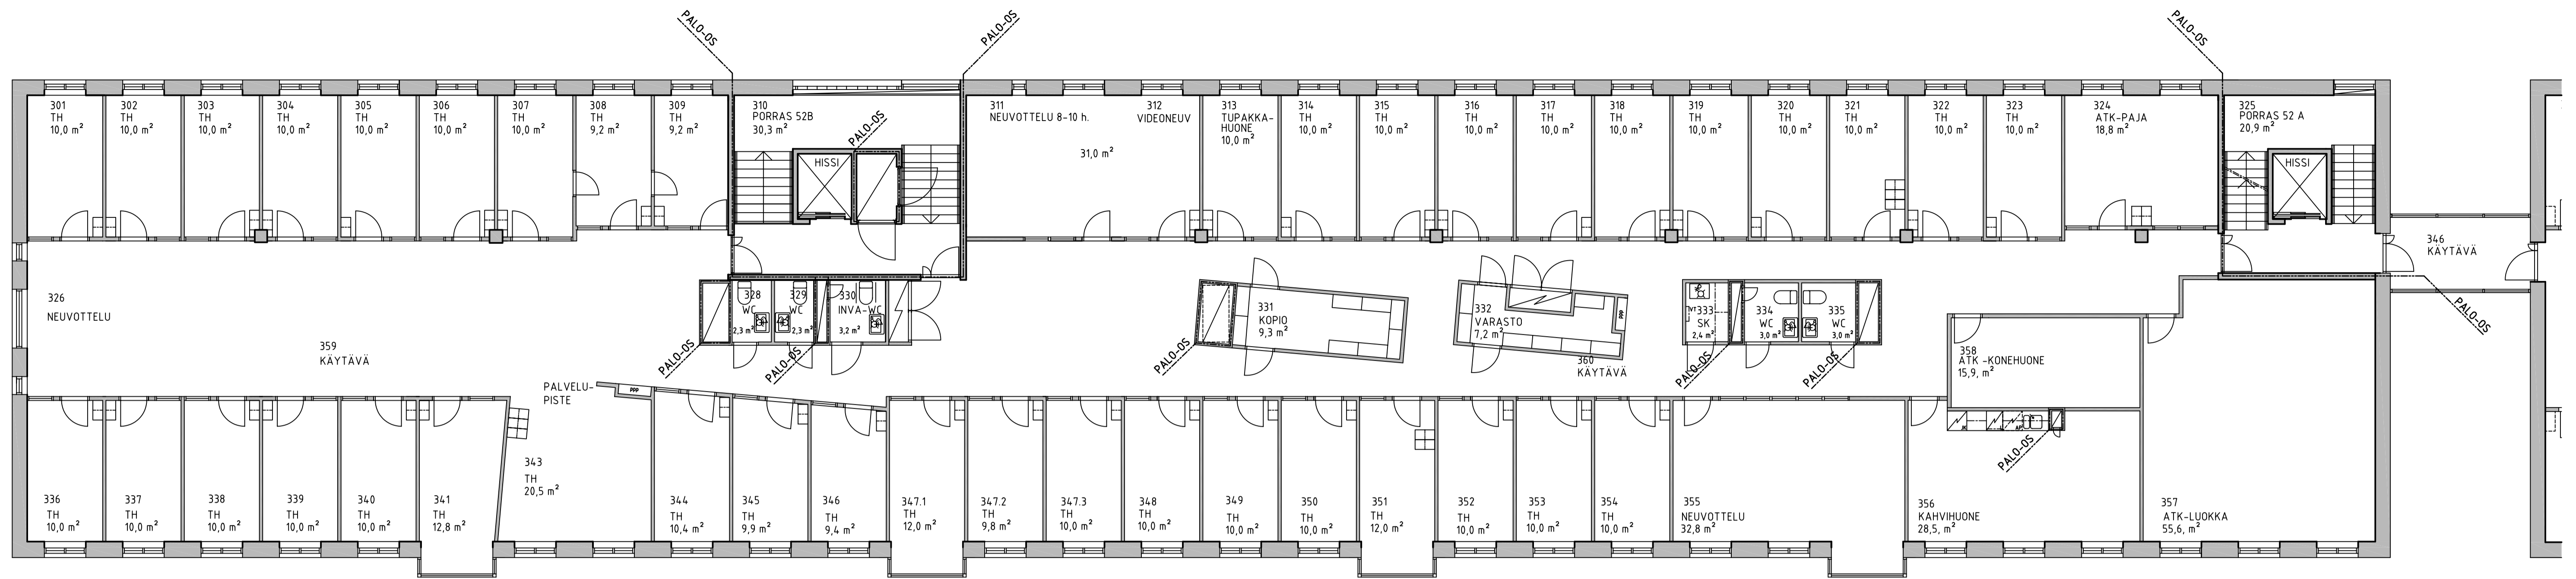 PALO-OS
PALO-OS
PALO-OS
301
TH
10,0 m²
302
TH
10,0 m²
303
TH
10,0 m²
304
TH
10,0 m²
305
TH
10,0 m²
306
TH
10,0 m²
307
TH
10,0 m²
308
TH
9,2 m²
309
TH
9,2 m²
310
PORRAS 52B
30,3 m²
PALO-OS
HISSI
311
NEUVOTTELU 8-10 h.
312
VIDEONEUV
31,0 m²
313
TUPAKKA-
HUONE
10,0 m²
314
TH
10,0 m²
315
TH
10,0 m²
316
TH
10,0 m²
317
TH
10,0 m²
318
TH
10,0 m²
319
TH
10,0 m²
320
TH
10,0 m²
321
TH
10,0 m²
322
TH
10,0 m²
323
TH
10,0 m²
324
ATK-PAJA
18,8 m²
325
PORRAS 52 A
20,9 m²
HISSI
346
KÄYTÄVÄ
326
NEUVOTTELU
359
KÄYTÄVÄ
328
WC
2,3 m²
329
WC
2,3 m²
330
INVA-WC
3,2 m²
PALO-OS
PALO-OS
331
KOPIO
9,3 m²
PALO-OS
332
VARASTO
7,2 m²
PPP
360
KÄYTÄVÄ
333
SK
2,4 m²
334
WC
3,0 m²
335
WC
3,0 m²
PALO-OS
PALO-OS
PALO-OS
358
ATK -KONEHUONE
15,9, m²
PALVELU-
PISTE
PPP
PALO-OS
336
TH
10,0 m²
337
TH
10,0 m²
338
TH
10,0 m²
339
TH
10,0 m²
340
TH
10,0 m²
341
TH
12,8 m²
343
TH
20,5 m²
344
TH
10,4 m²
345
TH
9,9 m²
346
TH
9,4 m²
347.1
TH
12,0 m²
347.2
TH
9,8 m²
347.3
TH
10,0 m²
348
TH
10,0 m²
349
TH
10,0 m²
350
TH
10,0 m²
351
TH
12,0 m²
352
TH
10,0 m²
353
TH
10,0 m²
354
TH
10,0 m²
355
NEUVOTTELU
32,8 m²
356
KAHVIHUONE
28,5, m²
357
ATK-LUOKKA
55,6, m²